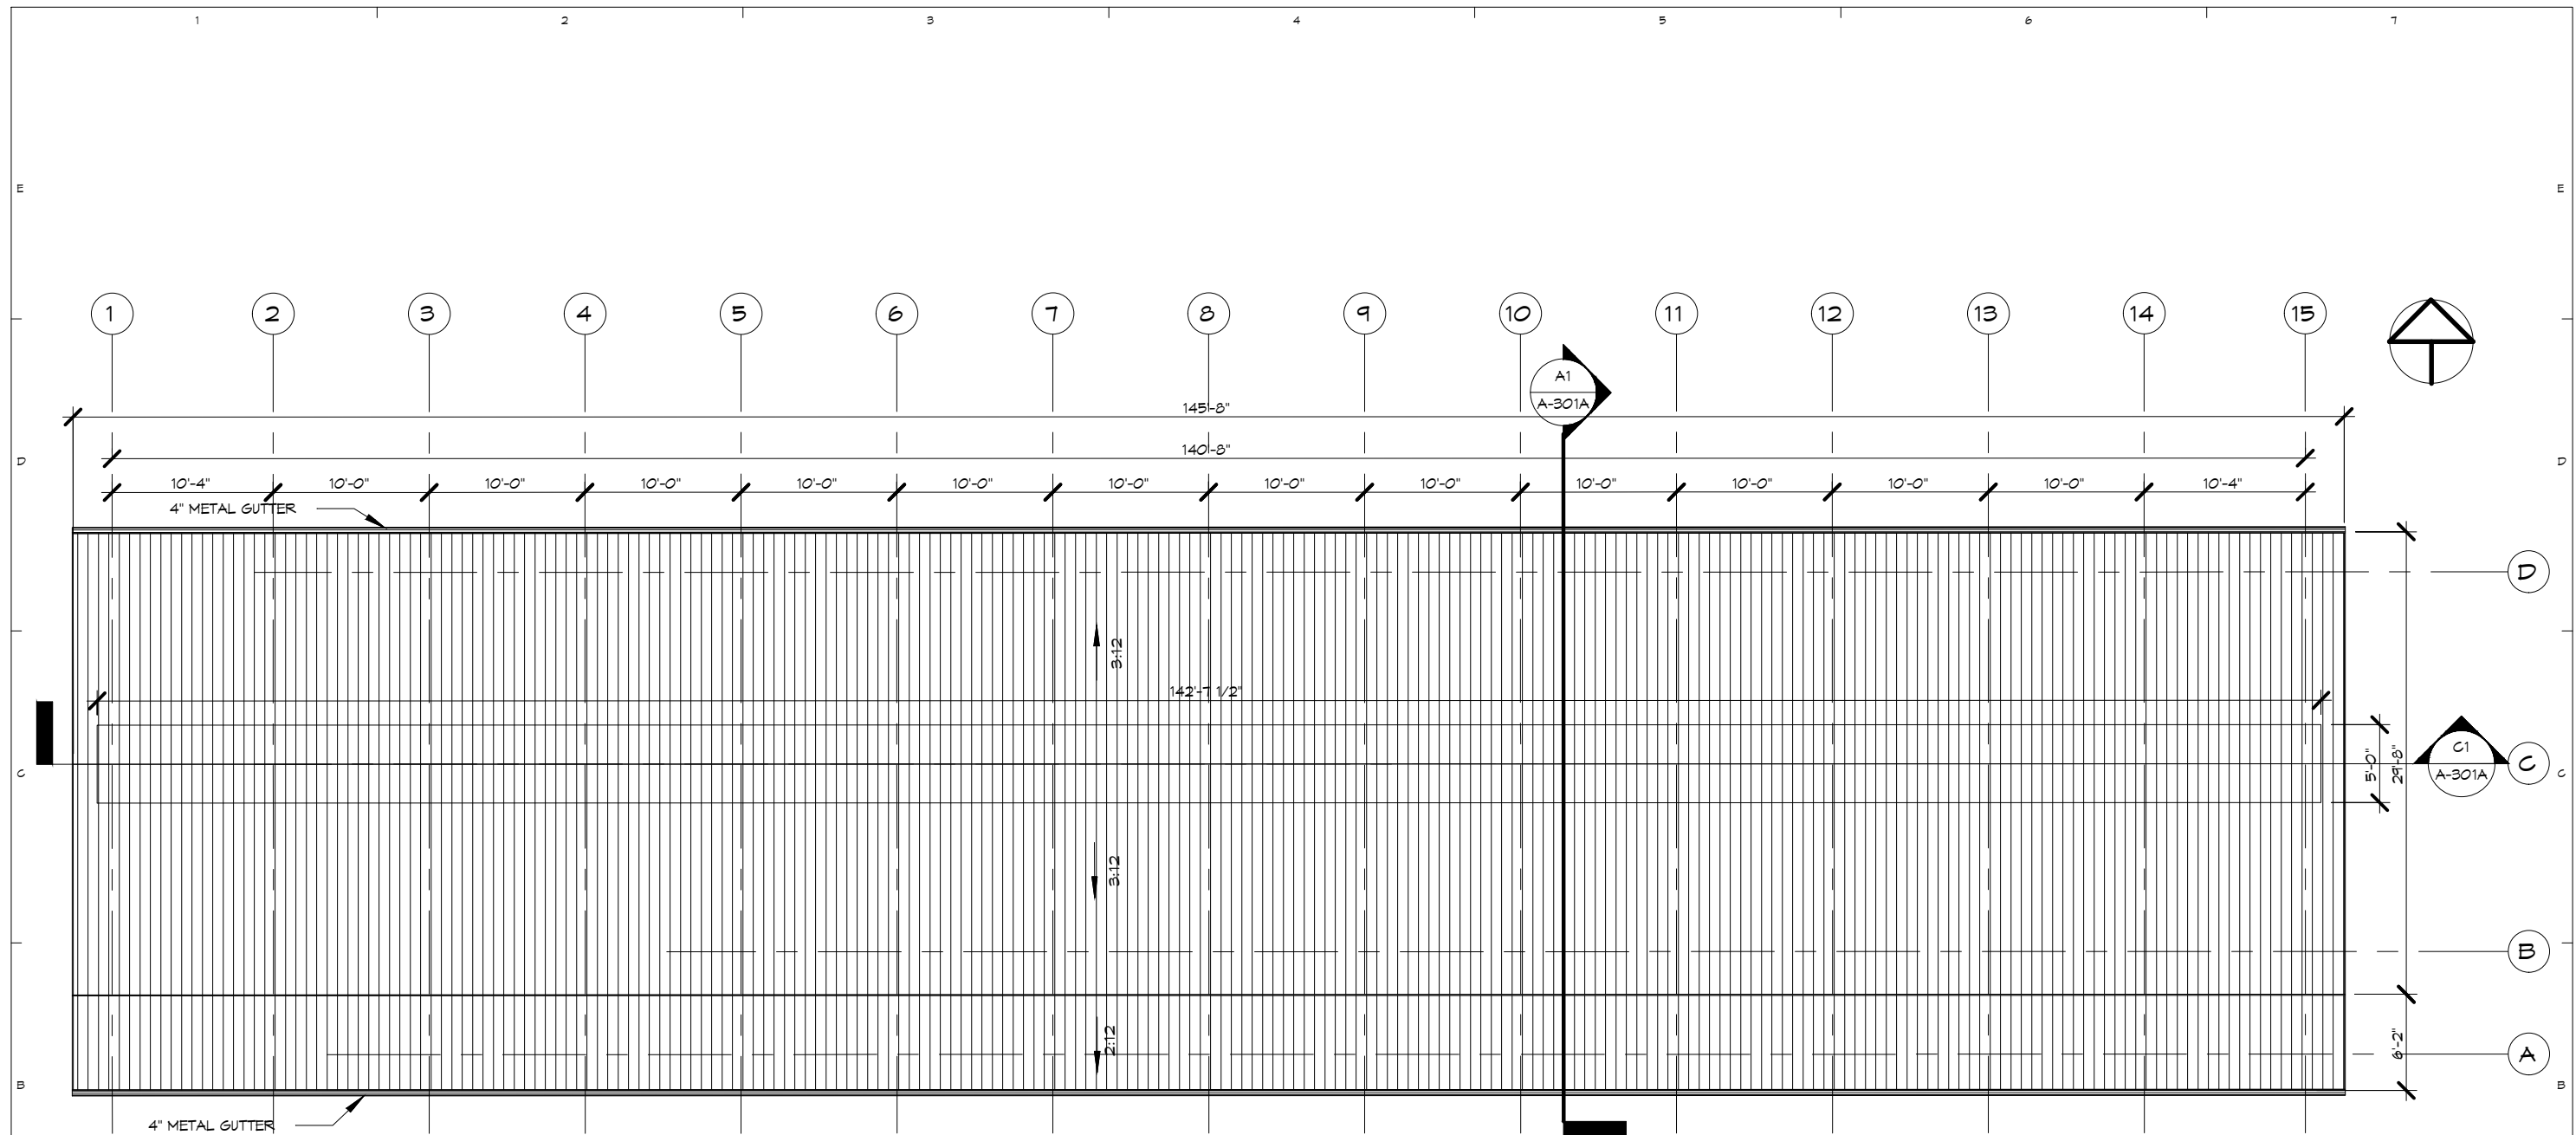 1 2 3 4 5 6 7
E E
1 2 3 4 5 6 7 8 9 10 11 12 13 14 15
A1
A-301A
145'-8"
D 140'-8" D
10'-4" 10'-0" 10'-0" 10'-0" 10'-0" 10'-0" 10'-0" 10'-0" 10'-0" 10'-0" 10'-0" 10'-0" 10'-0" 10'-4"
4" METAL GUTTER
D
3:12
142'-7 1/2"
C1
A-301A
5'-0"
29'-8"
C
C C
3:12
B
2:12
6'-2"
A
B B
4" METAL GUTTER